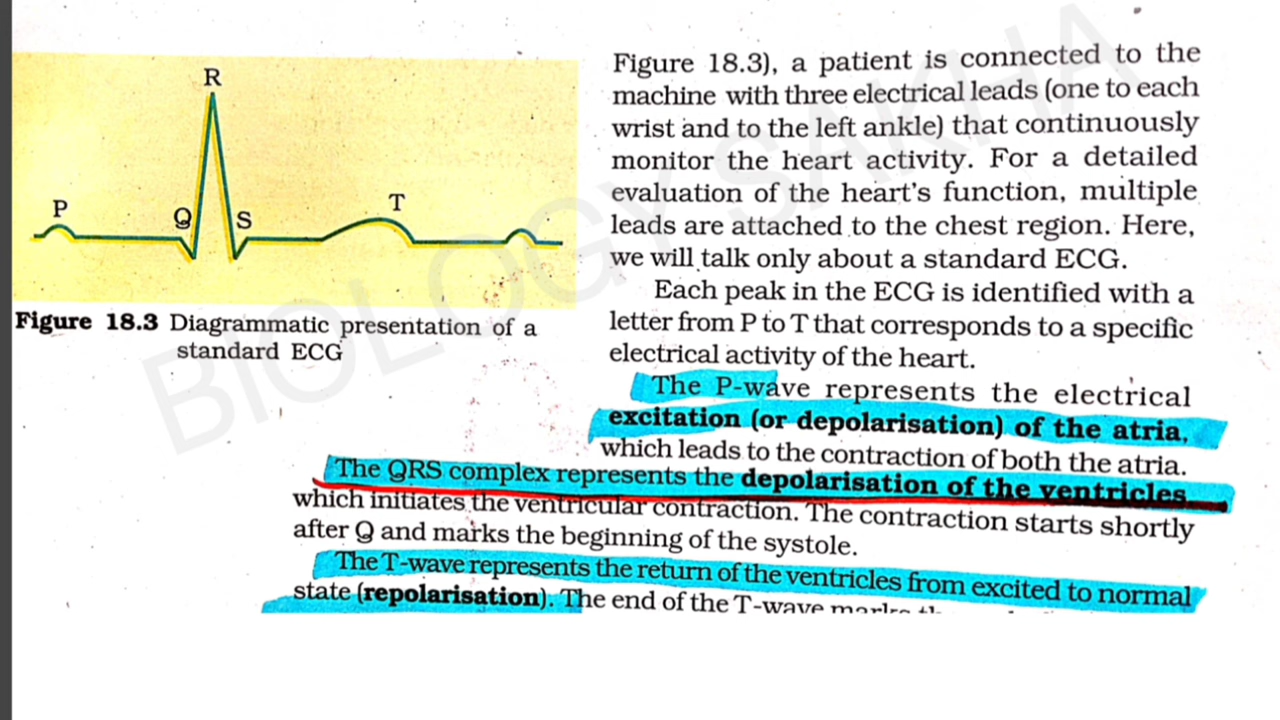 R
P
Q
S
T
Figure 18.3 Diagrammatic presentation of a
standard ECG
Figure 18.3), a patient is connected to the
machine with three electrical leads (one to each
wrist and to the left ankle) that continuously
monitor the heart activity. For a detailed
evaluation of the heart's function, multiple
leads are attached to the chest region. Here,
we will talk only about a standard ECG.
Each peak in the ECG is identified with a
letter from P to T that corresponds to a specific
electrical activity of the heart.
The P-wave represents the electrical
excitation (or depolarisation) of the atria,
which leads to the contraction of both the atria.
The QRS complex represents the depolarisation of the ventricles,
which initiates the ventricular contraction. The contraction starts shortly
after Q and marks the beginning of the systole.
The T-wave represents the return of the ventricles from excited to normal
state (repolarisation). The end of the T-wave marks
BIOLOGY SAKHA